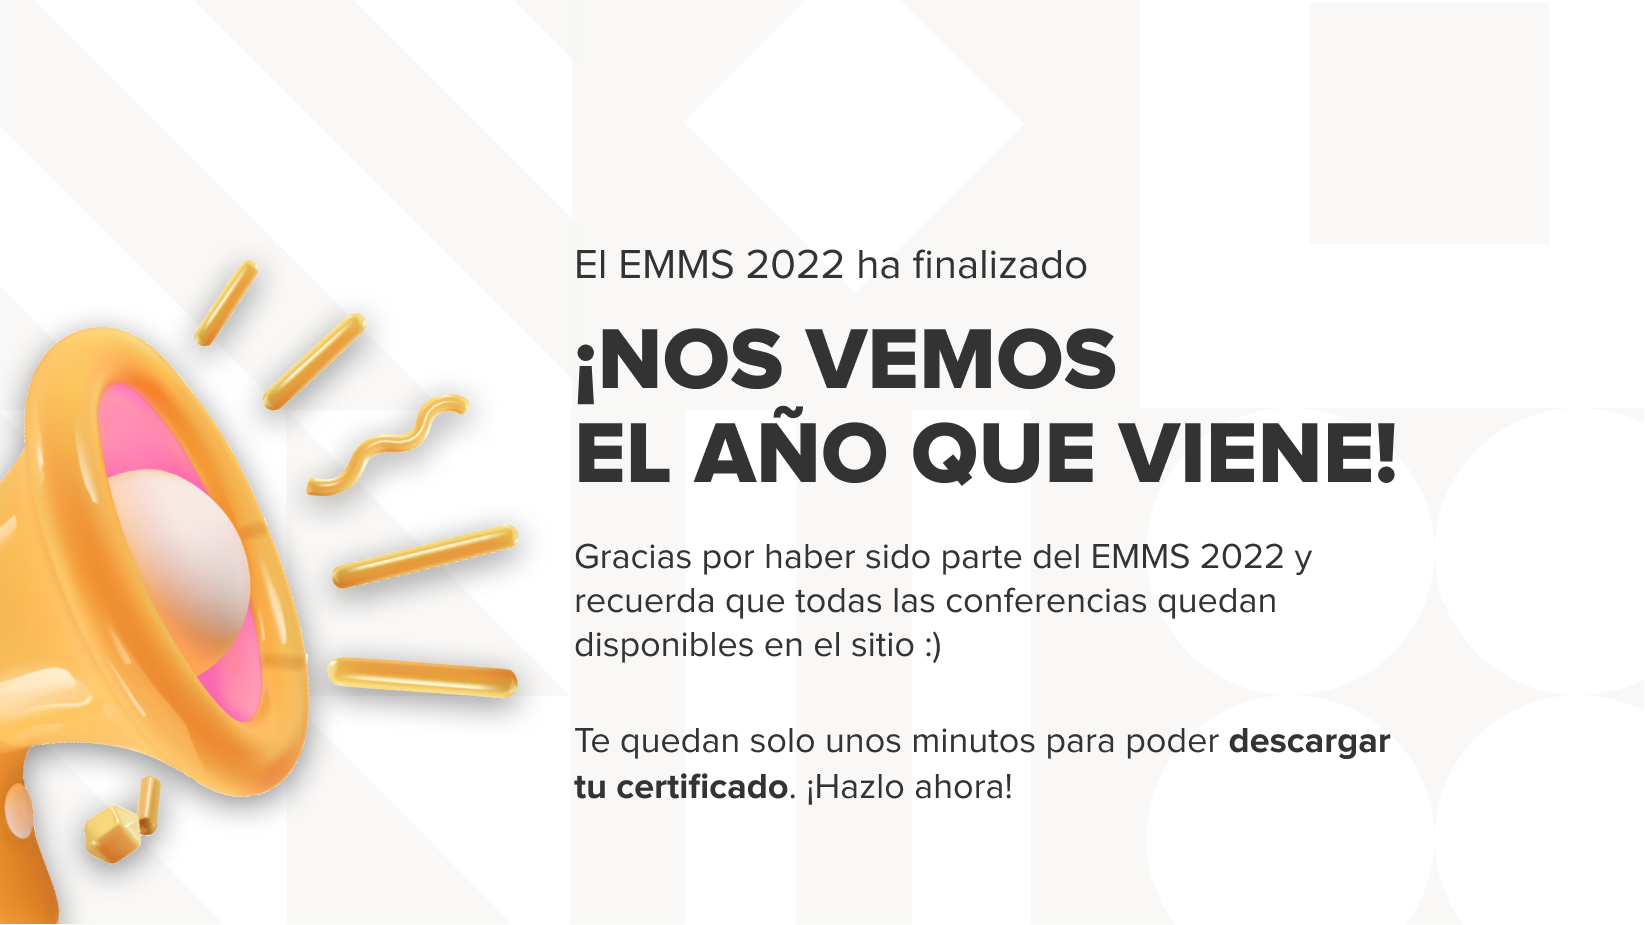 El EMMS 2022 ha finalizado
¡NOS VEMOS
EL AÑO QUE VIENE!
Gracias por haber sido parte del EMMS 2022 y
recuerda que todas las conferencias quedan
disponibles en el sitio :)
Te quedan solo unos minutos para poder descargar
tu certificado. ¡Hazlo ahora!